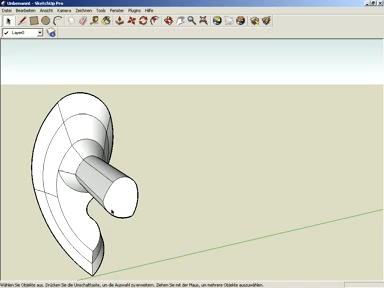 Unbenannt - SketchUp Pro
Datei Bearbeiten Ansicht Kamera Zeichnen Tools Fenster Plugins Hilfe
Layer0
Wählen Sie Objekte aus. Drücken Sie die Umschalttaste, um die Auswahl zu erweitern. Ziehen Sie mit der Maus, um mehrere Objekte auszuwählen.